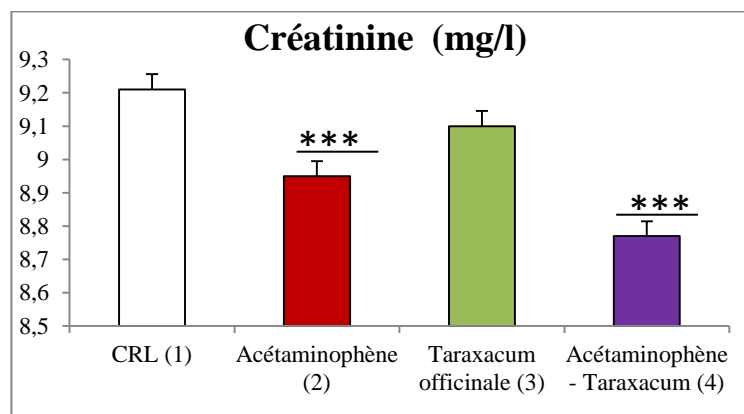 Créatinine (mg/l)
9,3
9,2
9,1
9
8,9
8,8
8,7
8,6
8,5
***
***
CRL (1)
Acétaminophène
(2)
Taraxacum
officinale (3)
Acétaminophène
- Taraxacum (4)